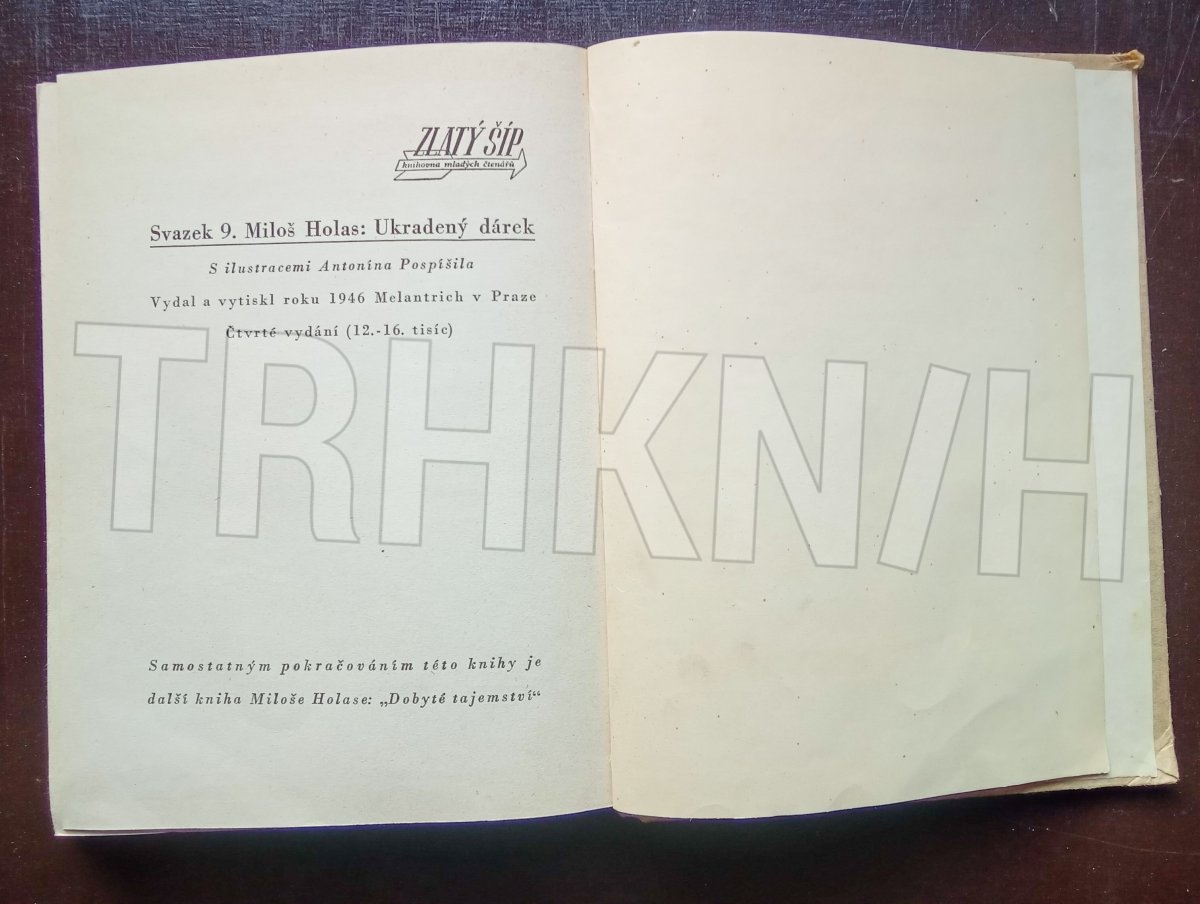 ZLATÝ ŠÍP
knihovna mladých čtenářů
Svazek 9. Miloš Holas: Ukradený dárek
S ilustracemi Antonína Pospíšila
Vydal a vytiskl roku 1946 Melantrich v Praze
Čtvrté vydání (12.-16. tisíc)
TRHKN/H
Samostatným pokračováním této knihy je
další kniha Miloše Holase: „Dobyté tajemství“